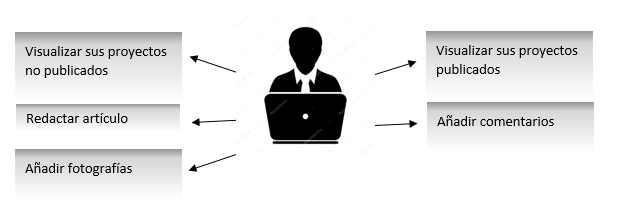 Visualizar sus proyectos
no publicados
Redactar artículo
Añadir fotografías
Visualizar sus proyectos
publicados
Añadir comentarios